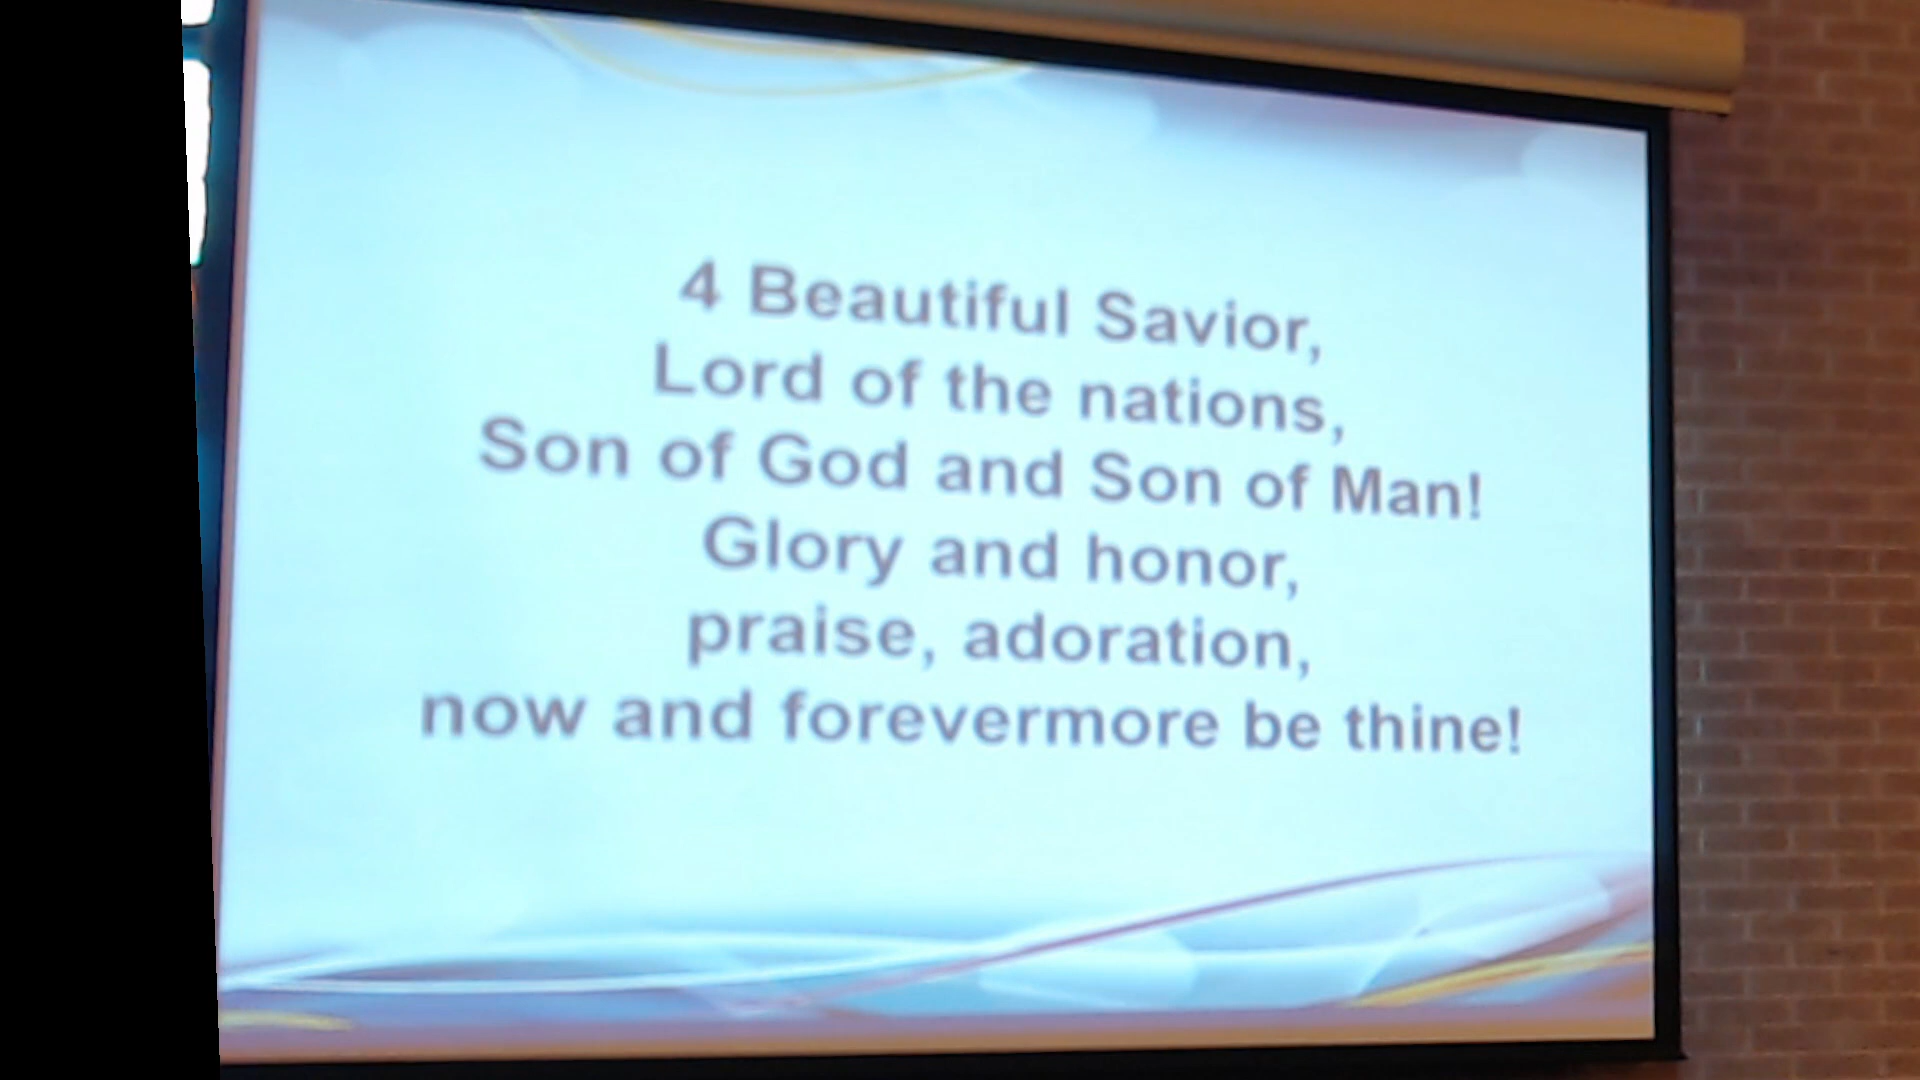 4 Beautiful Savior,
Lord of the nations,
Son of God and Son of Man!
Glory and honor,
praise, adoration,
now and forevermore be thine!